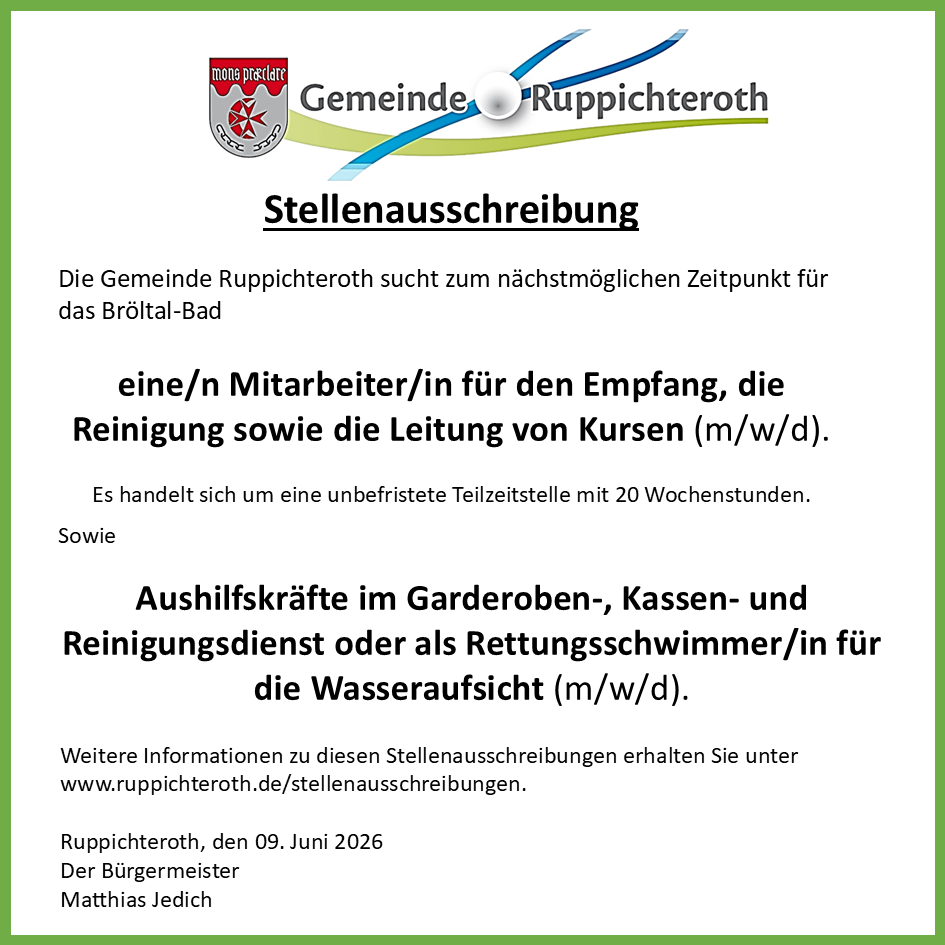 mons præclare
Gemeinde Ruppichteroth
Stellenausschreibung
Die Gemeinde Ruppichteroth sucht zum nächstmöglichen Zeitpunkt für
das Bröltal-Bad
eine/n Mitarbeiter/in für den Empfang, die
Reinigung sowie die Leitung von Kursen (m/w/d).
Es handelt sich um eine unbefristete Teilzeitstelle mit 20 Wochenstunden.
Sowie
Aushilfskräfte im Garderoben-, Kassen- und
Reinigungsdienst oder als Rettungsschwimmer/in für
die Wasseraufsicht (m/w/d).
Weitere Informationen zu diesen Stellenausschreibungen erhalten Sie unter
www.ruppichteroth.de/stellenausschreibungen.
Ruppichteroth, den 09. Juni 2026
Der Bürgermeister
Matthias Jedich